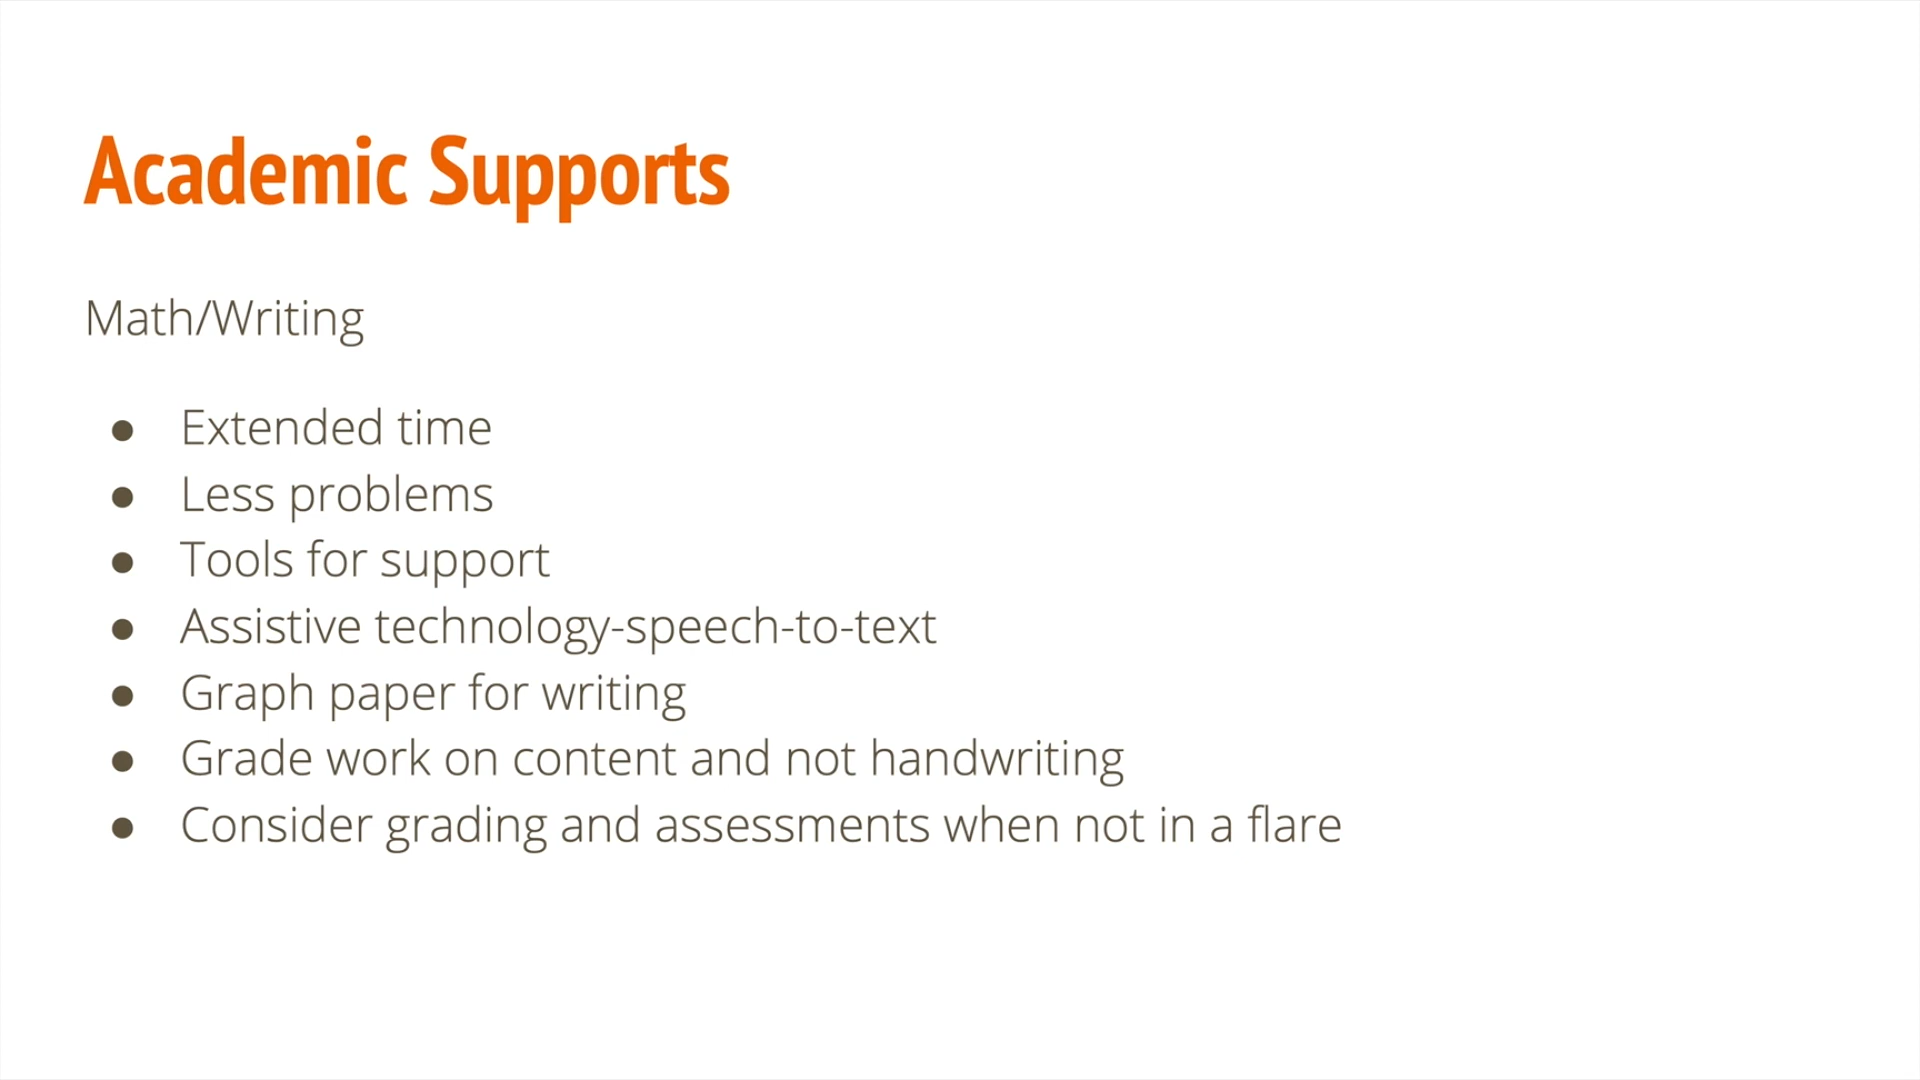 Academic Supports
Math/Writing
● Extended time
● Less problems
● Tools for support
● Assistive technology-speech-to-text
● Graph paper for writing
● Grade work on content and not handwriting
● Consider grading and assessments when not in a flare